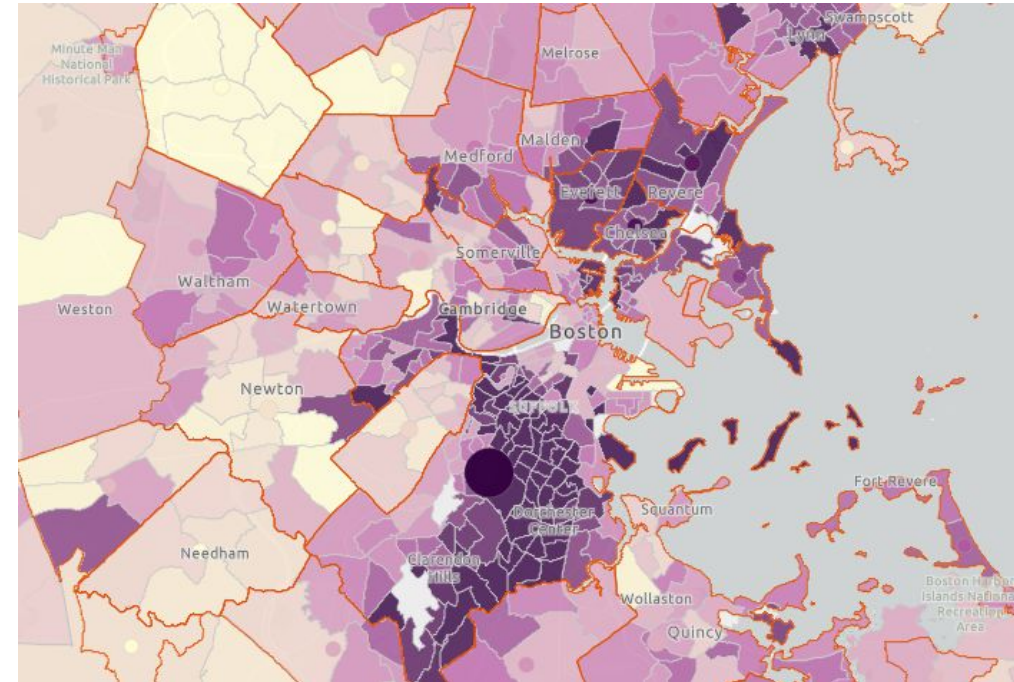 Swampscott
Lynn
Minute Man
National
Historical Park
Melrose
Malden
Medford
Everett
Revere
Chelsea
Somerville
Waltham
Weston
Watertown
Cambridge
Boston
Newton
SUFFOLK
Fort Revere
Squantum
Dorchester
Center
Needham
Clarendon
Hills
Wollaston
Boston Harbor
Islands National
Recreation
Area
Quincy